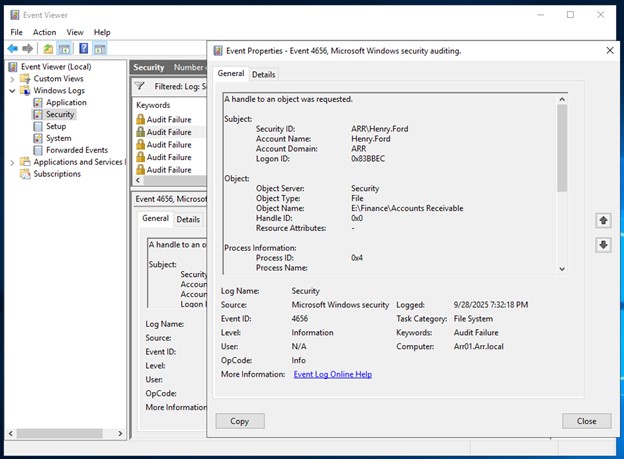 Event Viewer
File Action View Help
Event Viewer (Local)
Custom Views
Windows Logs
Application
Security
Setup
System
Forwarded Events
Applications and Services
Subscriptions
Security Number
Filtered: Log: S
Keywords
Audit Failure
Audit Failure
Audit Failure
Audit Failure
Audit Failure
Event 4656, Microsof
General Details
A handle to an o
Subject:
Securit
Accou
Accou
Logon I
Log Name:
Source:
Event ID:
Level:
User:
OpCode:
More Information
Event Properties - Event 4656, Microsoft Windows security auditing.
General Details
A handle to an object was requested.
Subject:
Security ID: ARR\Henry.Ford
Account Name: Henry.Ford
Account Domain: ARR
Logon ID: 0x83BBEC
Object:
Object Server: Security
Object Type: File
Object Name: E:\Finance\Accounts Receivable
Handle ID: 0x0
Resource Attributes: -
Process Information:
Process ID: 0x4
Process Name:
Log Name: Security
Source: Microsoft Windows security Logged: 9/28/2025 7:32:18 PM
Event ID: 4656 Task Category: File System
Level: Information Keywords: Audit Failure
User: N/A Computer: Arr01.Arr.local
OpCode: Info
More Information: Event Log Online Help
Copy Close